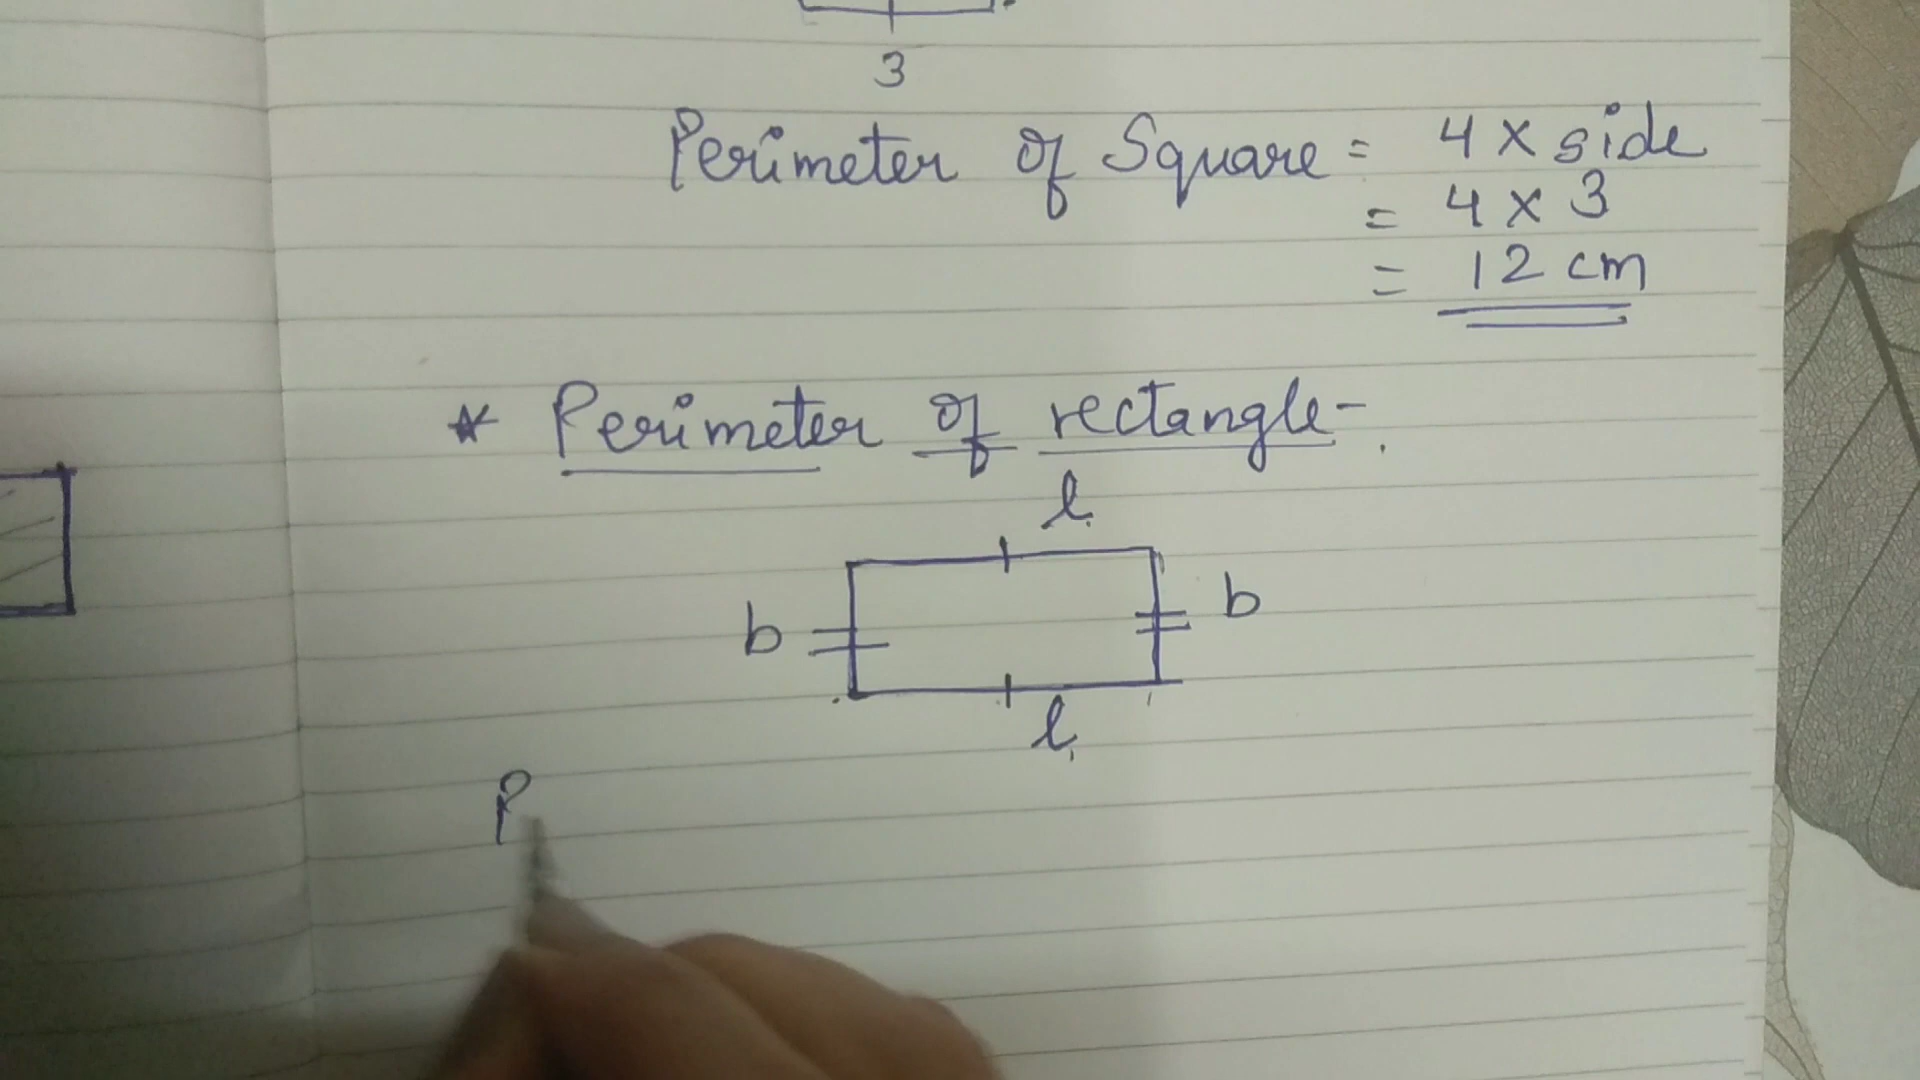 3
Perimeter of Square = 4 x side
= 4 x 3
= 12 cm
* Perimeter of rectangle-
l
b b
l
P